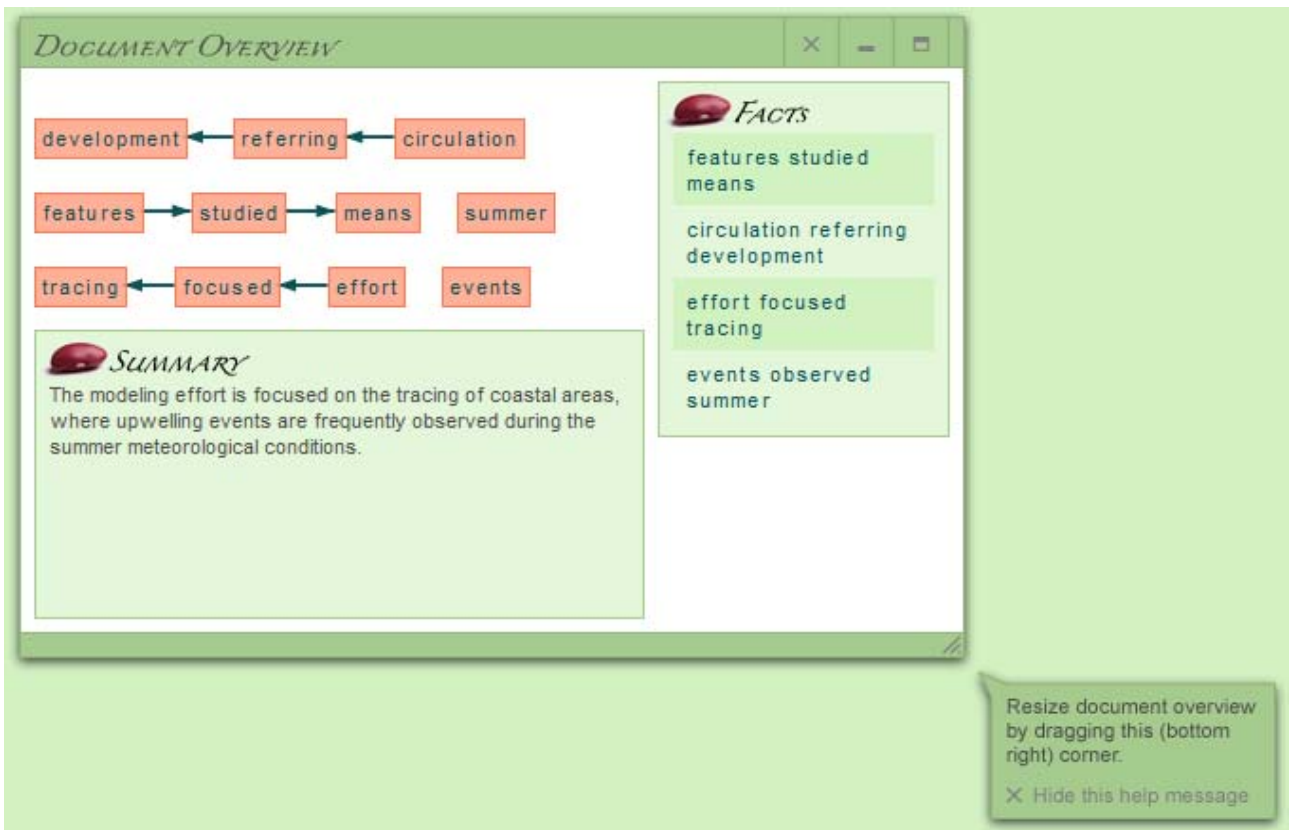 Document Overview
development referring circulation
features studied means summer
tracing focused effort events
Summary
The modeling effort is focused on the tracing of coastal areas,
where upwelling events are frequently observed during the
summer meteorological conditions.
Facts
features studied
means
circulation referring
development
effort focused
tracing
events observed
summer
Resize document overview
by dragging this (bottom
right) corner.
Hide this help message